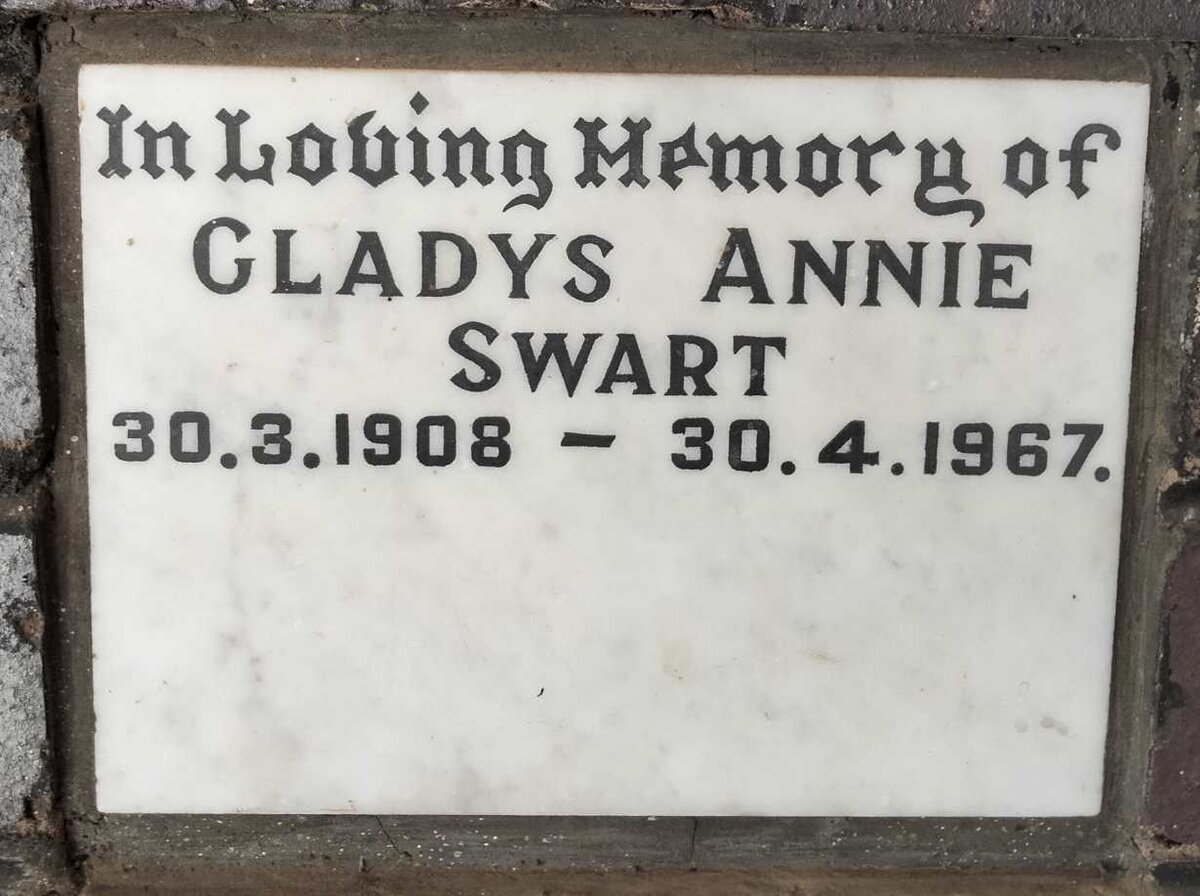 In Loving Memory of
GLADYS ANNIE
SWART
30.3.1908 – 30.4.1967.